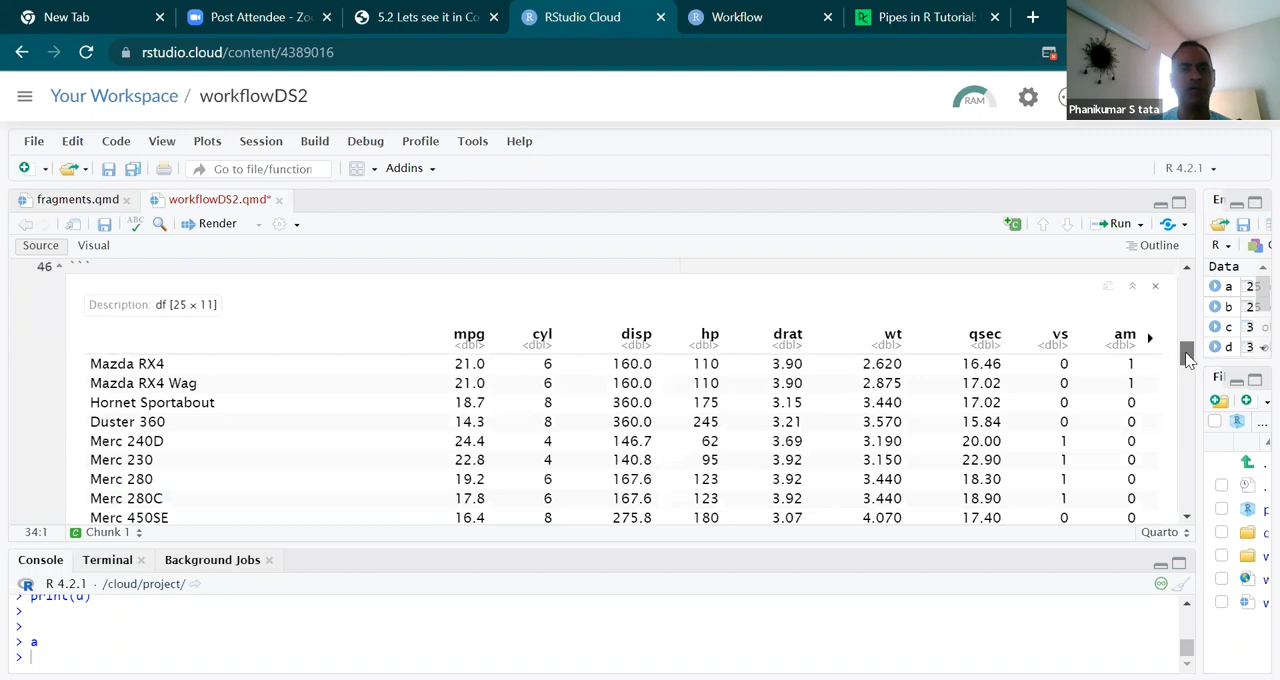 New Tab
Post Attendee - Zo
5.2 Lets see it in Co
RStudio Cloud
Workflow
Pipes in R Tutorial:
rstudio.cloud/content/4389016
Your Workspace / workflowDS2
RAM
Phanikumar S tata
File Edit Code View Plots Session Build Debug Profile Tools Help
Go to file/function
Addins
R 4.2.1
fragments.qmd
workflowDS2.qmd*
ABC
Render
Run
Source Visual
Outline
46 ```
Description: df [25 × 11]
mpg cyl disp hp drat wt qsec vs am
<dbl> <dbl> <dbl> <dbl> <dbl> <dbl> <dbl> <dbl> <dbl>
Mazda RX4 21.0 6 160.0 110 3.90 2.620 16.46 0 1
Mazda RX4 Wag 21.0 6 160.0 110 3.90 2.875 17.02 0 1
Hornet Sportabout 18.7 8 360.0 175 3.15 3.440 17.02 0 0
Duster 360 14.3 8 360.0 245 3.21 3.570 15.84 0 0
Merc 240D 24.4 4 146.7 62 3.69 3.190 20.00 1 0
Merc 230 22.8 4 140.8 95 3.92 3.150 22.90 1 0
Merc 280 19.2 6 167.6 123 3.92 3.440 18.30 1 0
Merc 280C 17.8 6 167.6 123 3.92 3.440 18.90 1 0
Merc 450SE 16.4 8 275.8 180 3.07 4.070 17.40 0 0
34:1 Chunk 1 Quarto
Console Terminal Background Jobs
R 4.2.1 · /cloud/project/
> print(d)
>
>
> a
>
En
R
Data
a 25
b 25
c 3
d 3
Fil